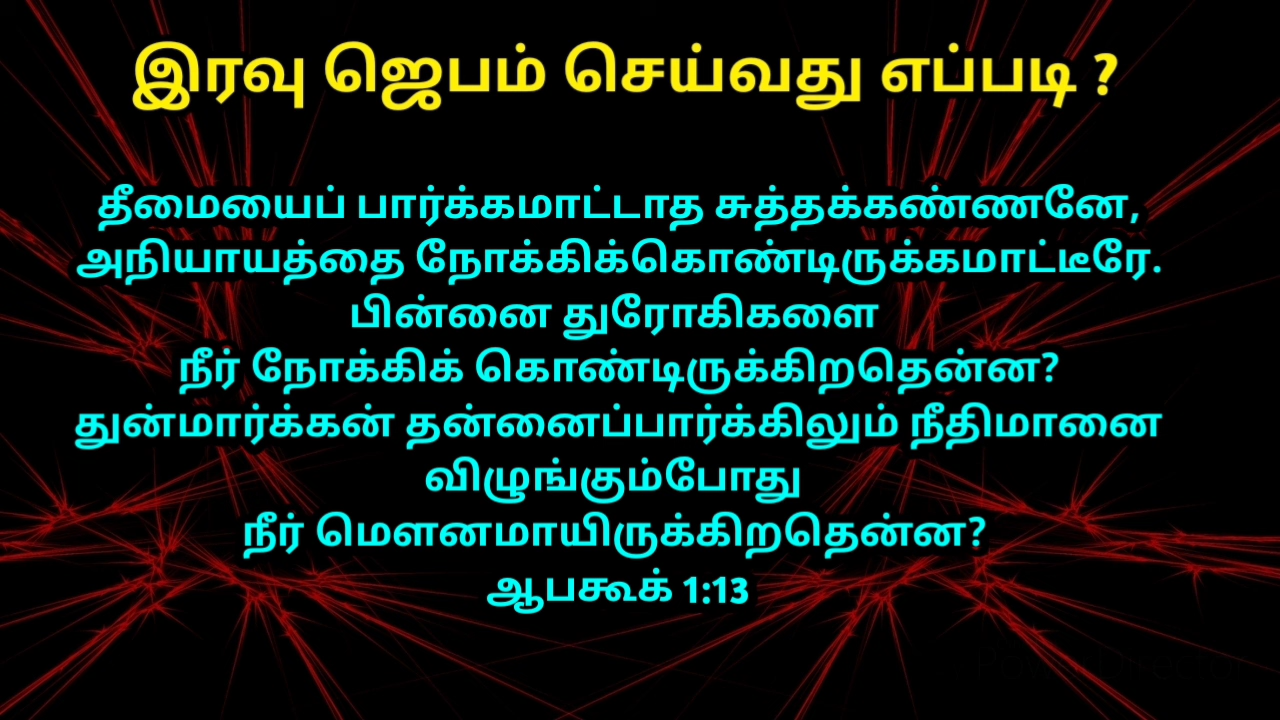 இரவு ஜெபம் செய்வது எப்படி ?
தீமையைப் பார்க்கமாட்டாத சுத்தக்கண்ணனே,
அநியாயத்தை நோக்கிக்கொண்டிருக்கமாட்டீரே.
பின்னை துரோகிகளை
நீர் நோக்கிக் கொண்டிருக்கிறதென்ன?
துன்மார்க்கன் தன்னைப்பார்க்கிலும் நீதிமானை
விழுங்கும்போது
நீர் மௌனமாயிருக்கிறதென்ன?
ஆபகூக் 1:13
PowerDirector